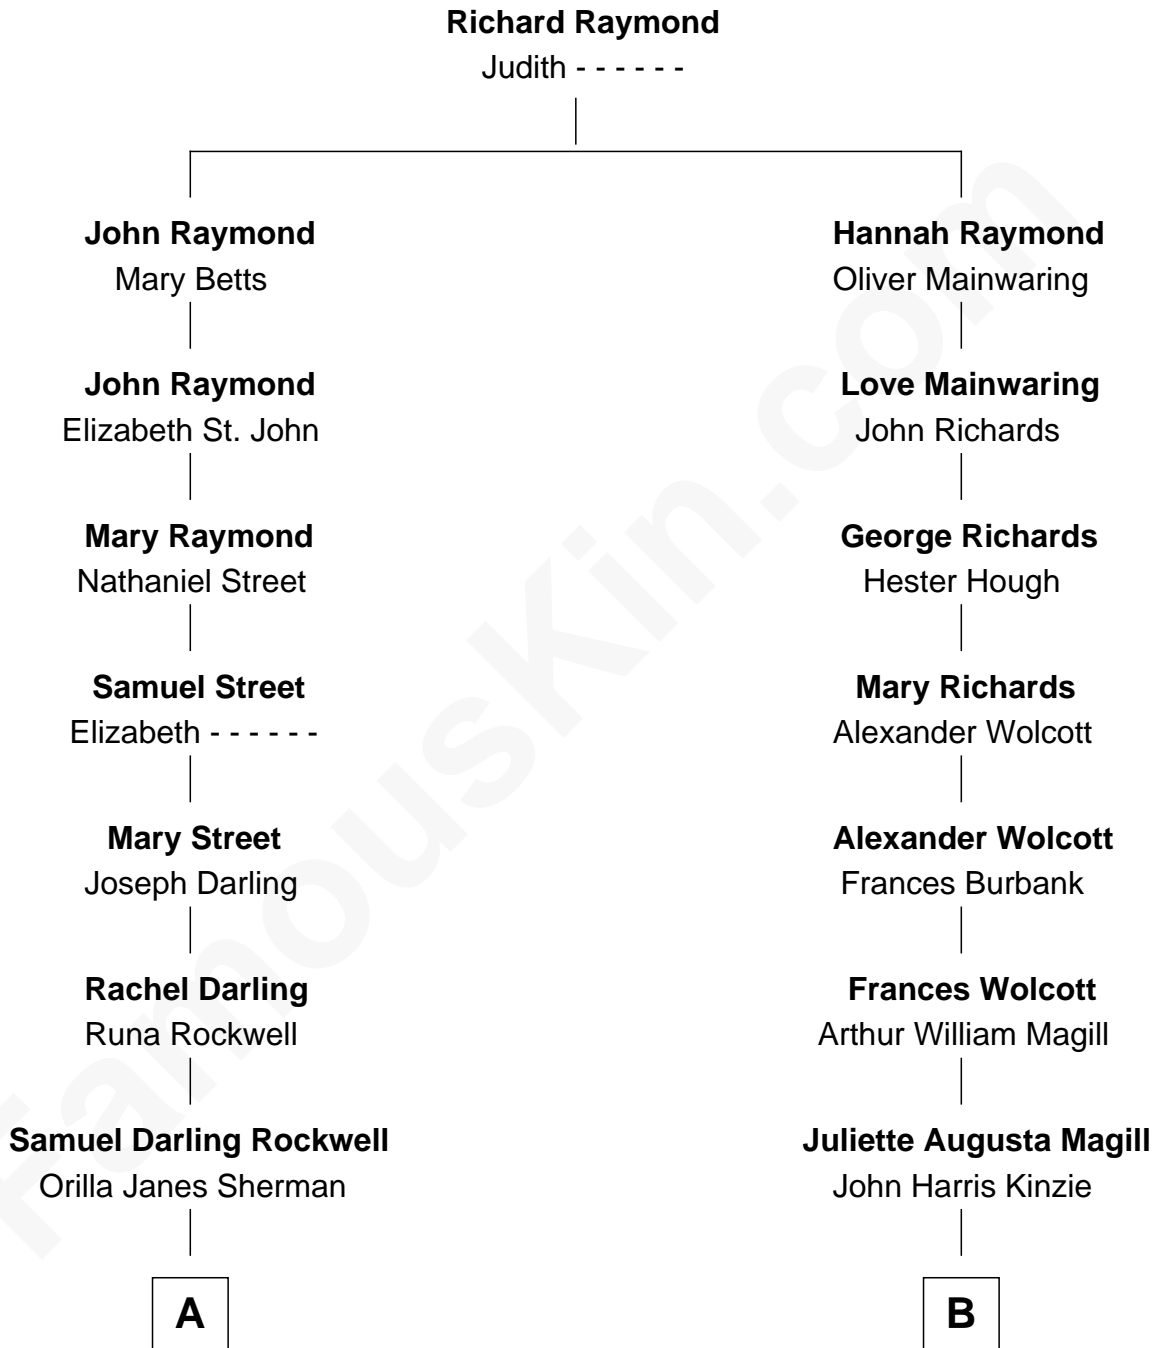 Richard Raymond
Judith - - - - - -
John Raymond
Mary Betts
Hannah Raymond
Oliver Mainwaring
John Raymond
Elizabeth St. John
Love Mainwaring
John Richards
Mary Raymond
Nathaniel Street
George Richards
Hester Hough
Samuel Street
Elizabeth - - - - - -
Mary Richards
Alexander Wolcott
Mary Street
Joseph Darling
Alexander Wolcott
Frances Burbank
Rachel Darling
Runa Rockwell
Frances Wolcott
Arthur William Magill
Samuel Darling Rockwell
Orilla Janes Sherman
Juliette Augusta Magill
John Harris Kinzie
A
B
FamousKin.com